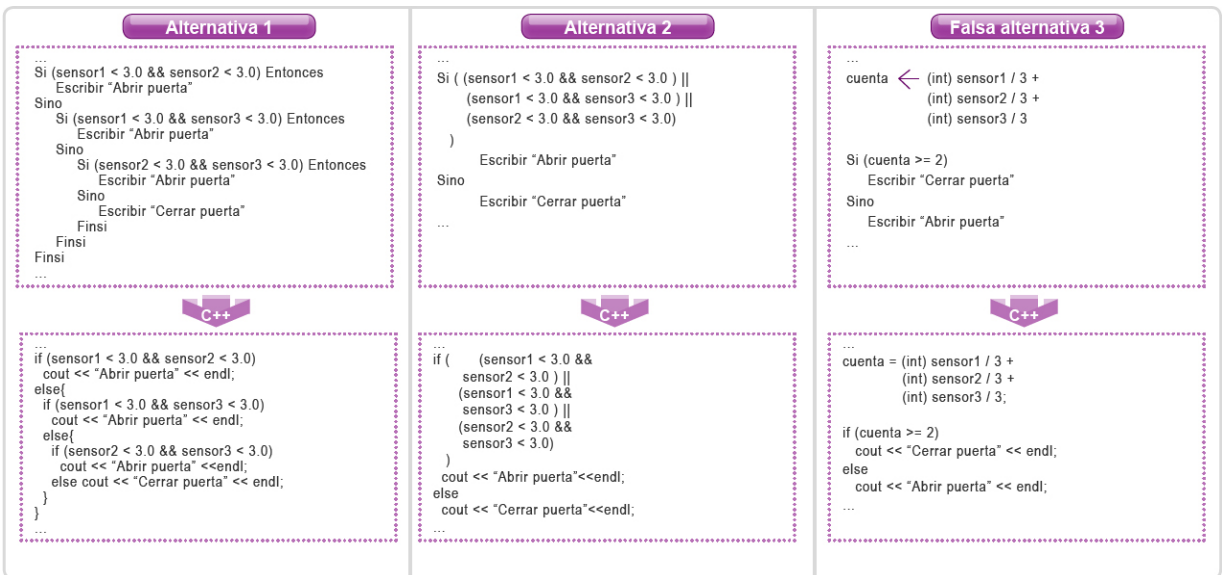 Alternativa 1
...
Si (sensor1 < 3.0 && sensor2 < 3.0) Entonces
Escribir “Abrir puerta”
Sino
Si (sensor1 < 3.0 && sensor3 < 3.0) Entonces
Escribir “Abrir puerta”
Sino
Si (sensor2 < 3.0 && sensor3 < 3.0) Entonces
Escribir “Abrir puerta”
Sino
Escribir “Cerrar puerta”
Finsi
Finsi
Finsi
...
C++
...
if (sensor1 < 3.0 && sensor2 < 3.0)
cout << “Abrir puerta” << endl;
else{
if (sensor1 < 3.0 && sensor3 < 3.0)
cout << “Abrir puerta” << endl;
else{
if (sensor2 < 3.0 && sensor3 < 3.0)
cout << “Abrir puerta” <<endl;
else cout << “Cerrar puerta” << endl;
}
}
...
Alternativa 2
...
Si ( (sensor1 < 3.0 && sensor2 < 3.0 ) ||
(sensor1 < 3.0 && sensor3 < 3.0 ) ||
(sensor2 < 3.0 && sensor3 < 3.0)
)
Escribir “Abrir puerta”
Sino
Escribir “Cerrar puerta”
...
C++
...
if ( (sensor1 < 3.0 &&
sensor2 < 3.0 ) ||
(sensor1 < 3.0 &&
sensor3 < 3.0 ) ||
(sensor2 < 3.0 &&
sensor3 < 3.0)
)
cout << “Abrir puerta”<<endl;
else
cout << “Cerrar puerta”<<endl;
...
Falsa alternativa 3
...
cuenta ← (int) sensor1 / 3 +
(int) sensor2 / 3 +
(int) sensor3 / 3
Si (cuenta >= 2)
Escribir “Cerrar puerta”
Sino
Escribir “Abrir puerta”
...
C++
...
cuenta = (int) sensor1 / 3 +
(int) sensor2 / 3 +
(int) sensor3 / 3;
if (cuenta >= 2)
cout << “Cerrar puerta” << endl;
else
cout << “Abrir puerta” << endl;
...